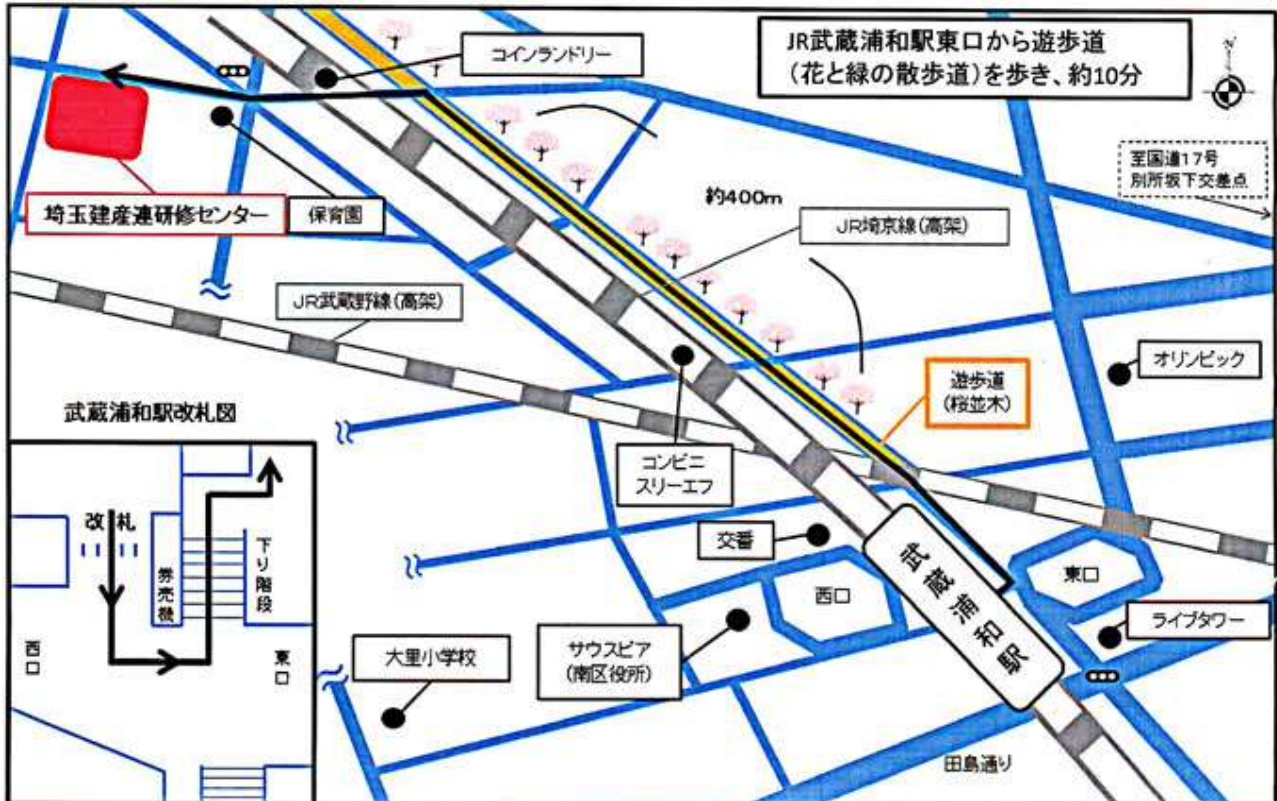 JR武蔵浦和駅東口から遊歩道
(花と緑の散歩道)を歩き、約10分
N
コインランドリー
至国道17号
別所坂下交差点
埼玉建産連研修センター
保育園
約400m
JR埼京線(高架)
JR武蔵野線(高架)
オリンピック
遊歩道
(桜並木)
武蔵浦和駅改札図
コンビニ
スリーエフ
改札
券売機
下り階段
西口
東口
交番
西口
武蔵浦和駅
東口
ライブタワー
サウスピア
(南区役所)
大里小学校
田島通り